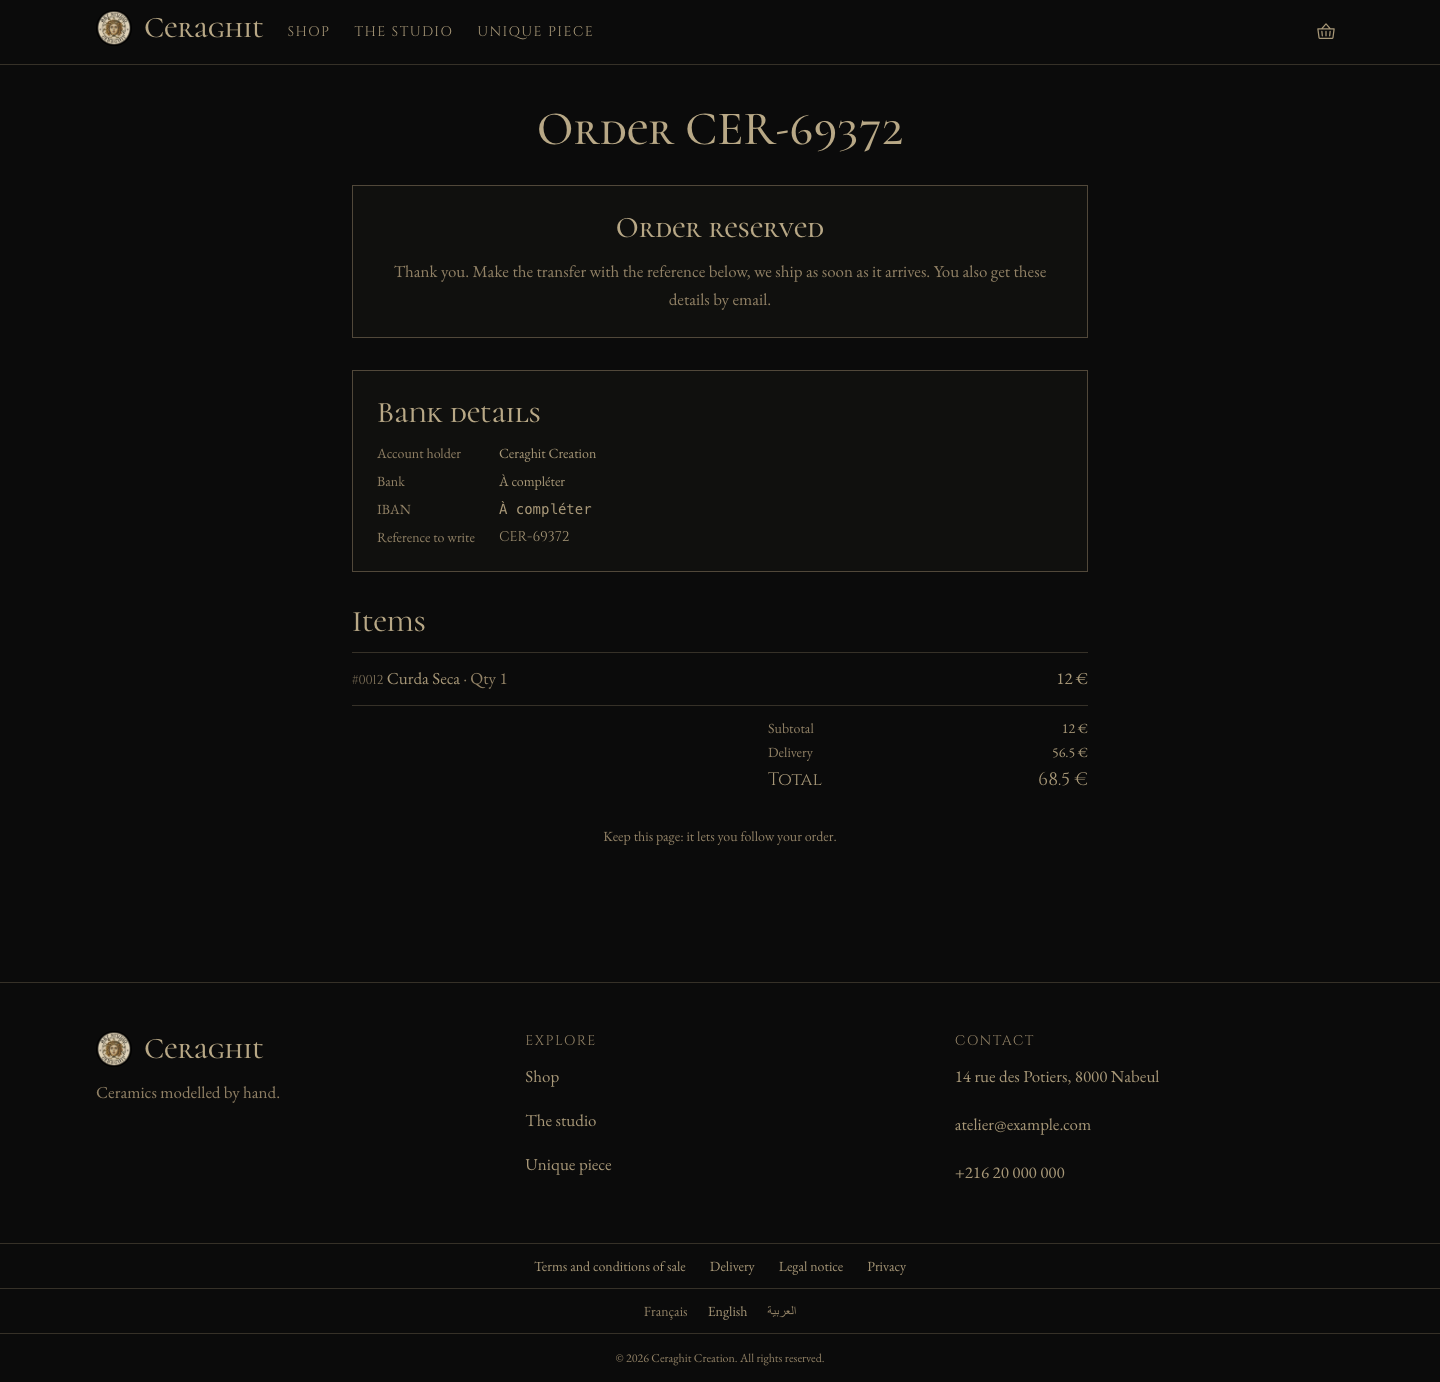 Ceraghit SHOP THE STUDIO UNIQUE PIECE
Order CER-69372
Order reserved
Thank you. Make the transfer with the reference below, we ship as soon as it arrives. You also get these
details by email.
Bank details
Account holder Ceraghit Creation
Bank À compléter
IBAN À compléter
Reference to write CER-69372
Items
#0012 Curda Seca · Qty 1 12 €
Subtotal 12 €
Delivery 56.5 €
Total 68.5 €
Keep this page: it lets you follow your order.
Ceraghit
Ceramics modelled by hand.
EXPLORE
Shop
The studio
Unique piece
CONTACT
14 rue des Potiers, 8000 Nabeul
atelier@example.com
+216 20 000 000
Terms and conditions of sale Delivery Legal notice Privacy
Français English العربية
© 2026 Ceraghit Creation. All rights reserved.